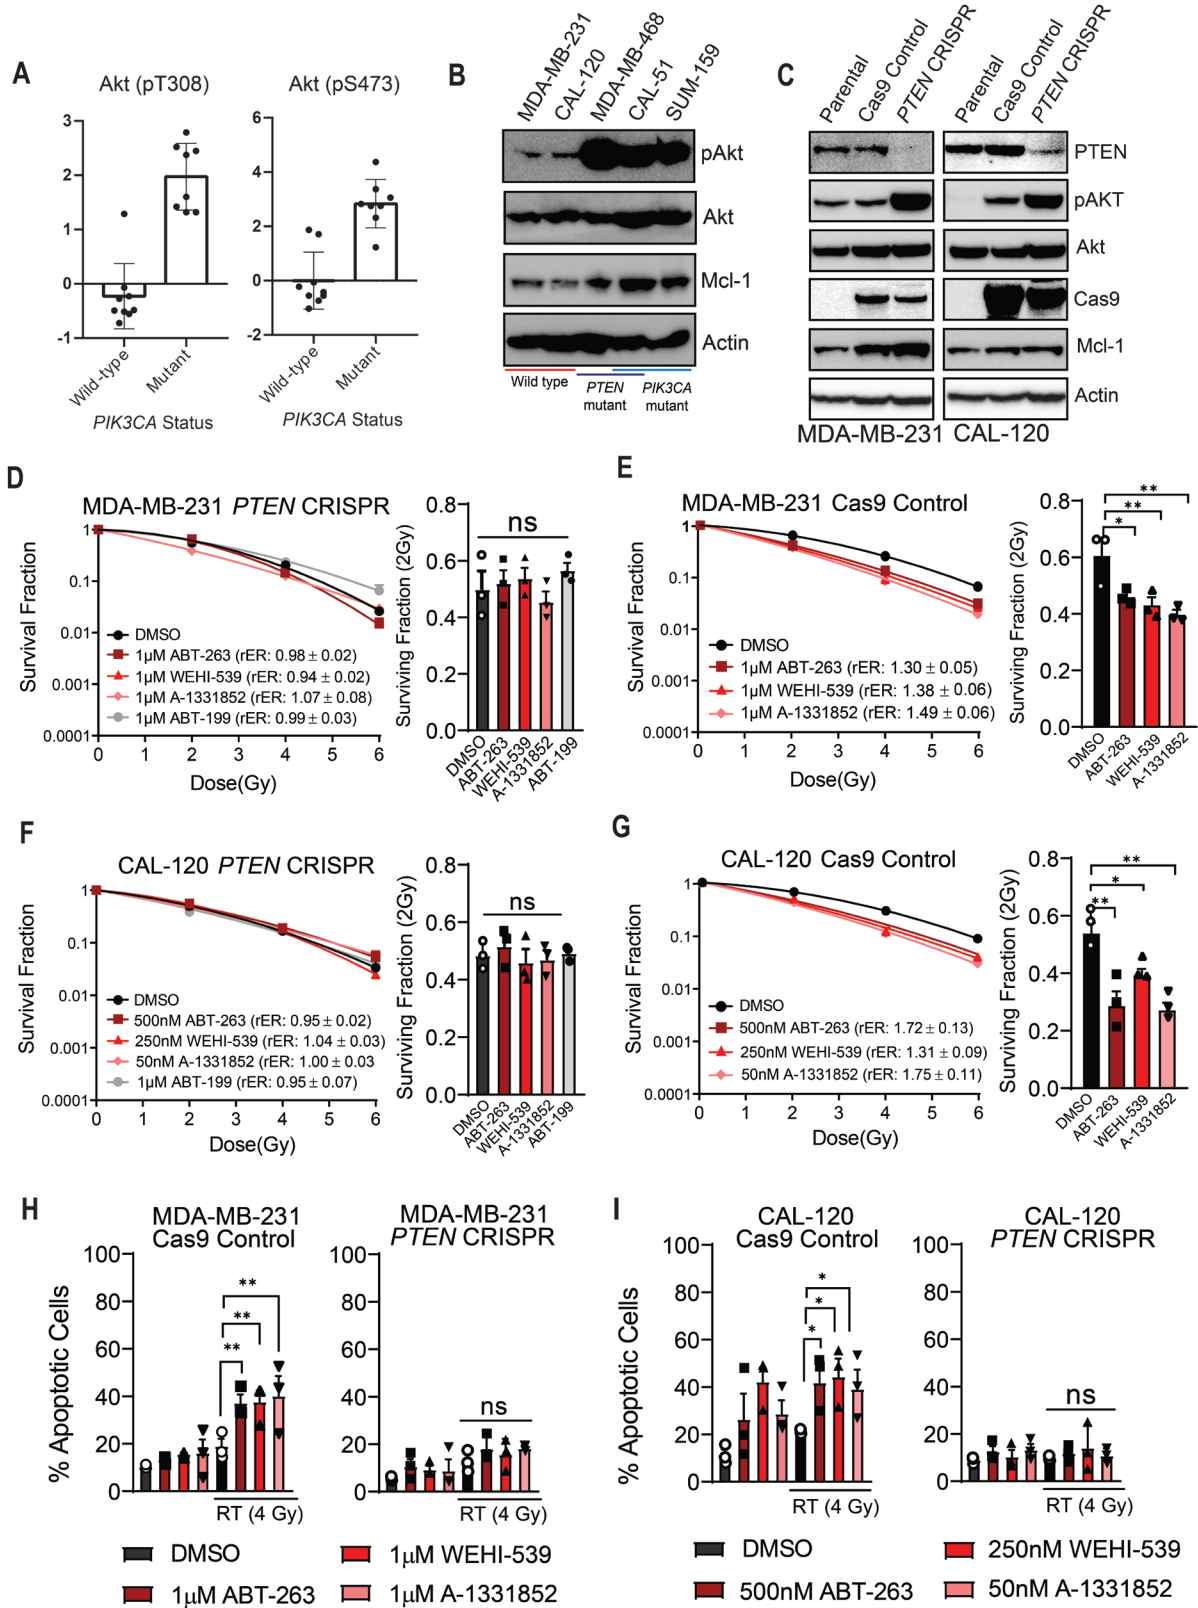 A
Akt (pT308)
3
2
1
0
-1
Wild-type
Mutant
PIK3CA Status
Akt (pS473)
6
4
2
0
-2
Wild-type
Mutant
PIK3CA Status
B
MDA-MB-231
CAL-120
MDA-MB-468
CAL-51
SUM-159
pAkt
Akt
Mcl-1
Actin
Wild type
PTEN
mutant
PIK3CA
mutant
C
Parental
Cas9 Control
PTEN CRISPR
Parental
Cas9 Control
PTEN CRISPR
PTEN
pAKT
Akt
Cas9
Mcl-1
Actin
MDA-MB-231
CAL-120
D
MDA-MB-231 PTEN CRISPR
Survival Fraction
1
0.1
0.01
0.001
0.0001
DMSO
1µM ABT-263 (rER: 0.98 ± 0.02)
1µM WEHI-539 (rER: 0.94 ± 0.02)
1µM A-1331852 (rER: 1.07 ± 0.08)
1µM ABT-199 (rER: 0.99 ± 0.03)
0 1 2 3 4 5 6
Dose(Gy)
Surviving Fraction (2Gy)
0.8
0.6
0.4
0.2
0.0
ns
DMSO
ABT-263
WEHI-539
A-1331852
ABT-199
E
MDA-MB-231 Cas9 Control
Survival Fraction
1
0.1
0.01
0.001
0.0001
DMSO
1µM ABT-263 (rER: 1.30 ± 0.05)
1µM WEHI-539 (rER: 1.38 ± 0.06)
1µM A-1331852 (rER: 1.49 ± 0.06)
0 1 2 3 4 5 6
Dose(Gy)
Surviving Fraction (2Gy)
0.8
0.6
0.4
0.2
0.0
**
**
*
DMSO
ABT-263
WEHI-539
A-1331852
F
CAL-120 PTEN CRISPR
Survival Fraction
1
0.1
0.01
0.001
0.0001
DMSO
500nM ABT-263 (rER: 0.95 ± 0.02)
250nM WEHI-539 (rER: 1.04 ± 0.03)
50nM A-1331852 (rER: 1.00 ± 0.03
1µM ABT-199 (rER: 0.95 ± 0.07)
0 1 2 3 4 5 6
Dose(Gy)
Surviving Fraction (2Gy)
0.8
0.6
0.4
0.2
0.0
ns
DMSO
ABT-263
WEHI-539
A-1331852
ABT-199
G
CAL-120 Cas9 Control
Survival Fraction
1
0.1
0.01
0.001
0.0001
DMSO
500nM ABT-263 (rER: 1.72 ± 0.13)
250nM WEHI-539 (rER: 1.31 ± 0.09)
50nM A-1331852 (rER: 1.75 ± 0.11)
0 1 2 3 4 5 6
Dose(Gy)
Surviving Fraction (2Gy)
0.8
0.6
0.4
0.2
0.0
**
*
**
DMSO
ABT-263
WEHI-539
A-1331852
H
MDA-MB-231
Cas9 Control
% Apoptotic Cells
100
80
60
40
20
0
**
**
**
RT (4 Gy)
MDA-MB-231
PTEN CRISPR
100
80
60
40
20
0
ns
RT (4 Gy)
DMSO
1µM ABT-263
1µM WEHI-539
1µM A-1331852
I
CAL-120
Cas9 Control
% Apoptotic Cells
100
80
60
40
20
0
*
*
*
RT (4 Gy)
CAL-120
PTEN CRISPR
100
80
60
40
20
0
ns
RT (4 Gy)
DMSO
500nM ABT-263
250nM WEHI-539
50nM A-1331852